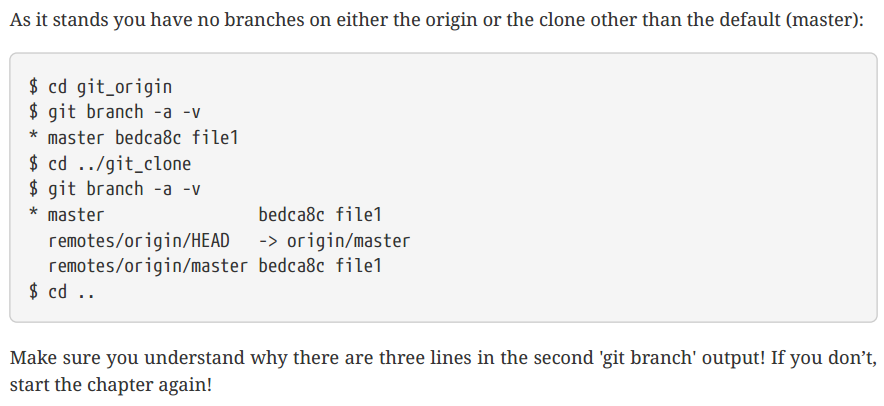 As it stands you have no branches on either the origin or the clone other than the default (master):
$ cd git_origin
$ git branch -a -v
* master bedca8c file1
$ cd ../git_clone
$ git branch -a -v
* master                bedca8c file1
  remotes/origin/HEAD   -> origin/master
  remotes/origin/master bedca8c file1
$ cd ..
Make sure you understand why there are three lines in the second 'git branch' output! If you don’t,
start the chapter again!